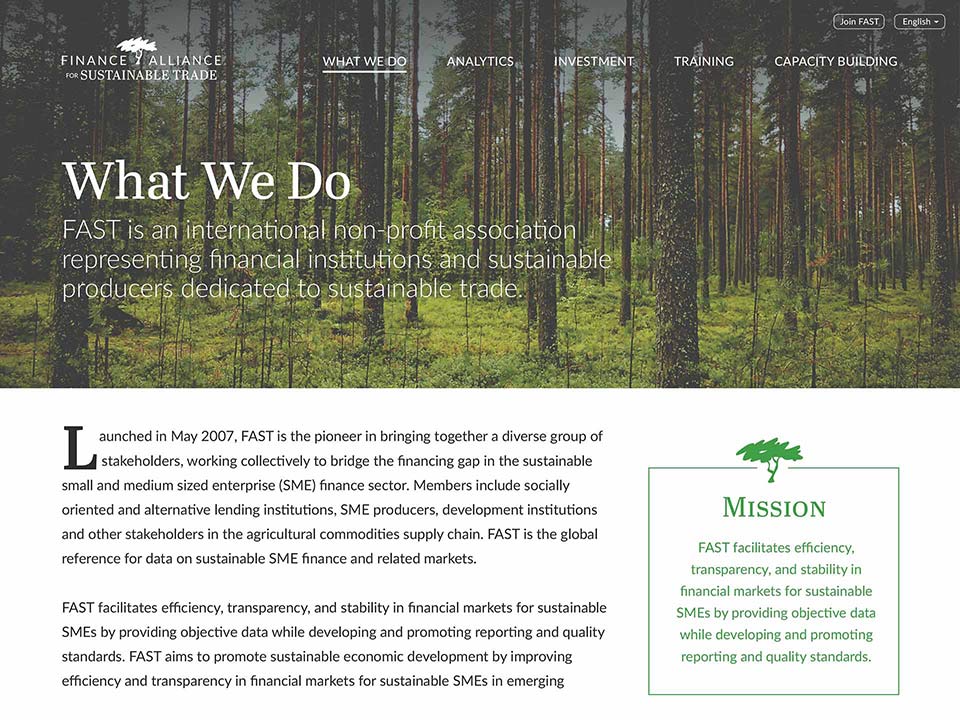 Join FAST
English
FINANCE ALLIANCE
FOR SUSTAINABLE TRADE
WHAT WE DO
ANALYTICS
INVESTMENT
TRAINING
CAPACITY BUILDING
What We Do
FAST is an international non-profit association
representing financial institutions and sustainable
producers dedicated to sustainable trade.
Launched in May 2007, FAST is the pioneer in bringing together a diverse group of
stakeholders, working collectively to bridge the financing gap in the sustainable
small and medium sized enterprise (SME) finance sector. Members include socially
oriented and alternative lending institutions, SME producers, development institutions
and other stakeholders in the agricultural commodities supply chain. FAST is the global
reference for data on sustainable SME finance and related markets.
FAST facilitates efficiency, transparency, and stability in financial markets for sustainable
SMEs by providing objective data while developing and promoting reporting and quality
standards. FAST aims to promote sustainable economic development by improving
efficiency and transparency in financial markets for sustainable SMEs in emerging
MISSION
FAST facilitates efficiency,
transparency, and stability in
financial markets for sustainable
SMEs by providing objective data
while developing and promoting
reporting and quality standards.